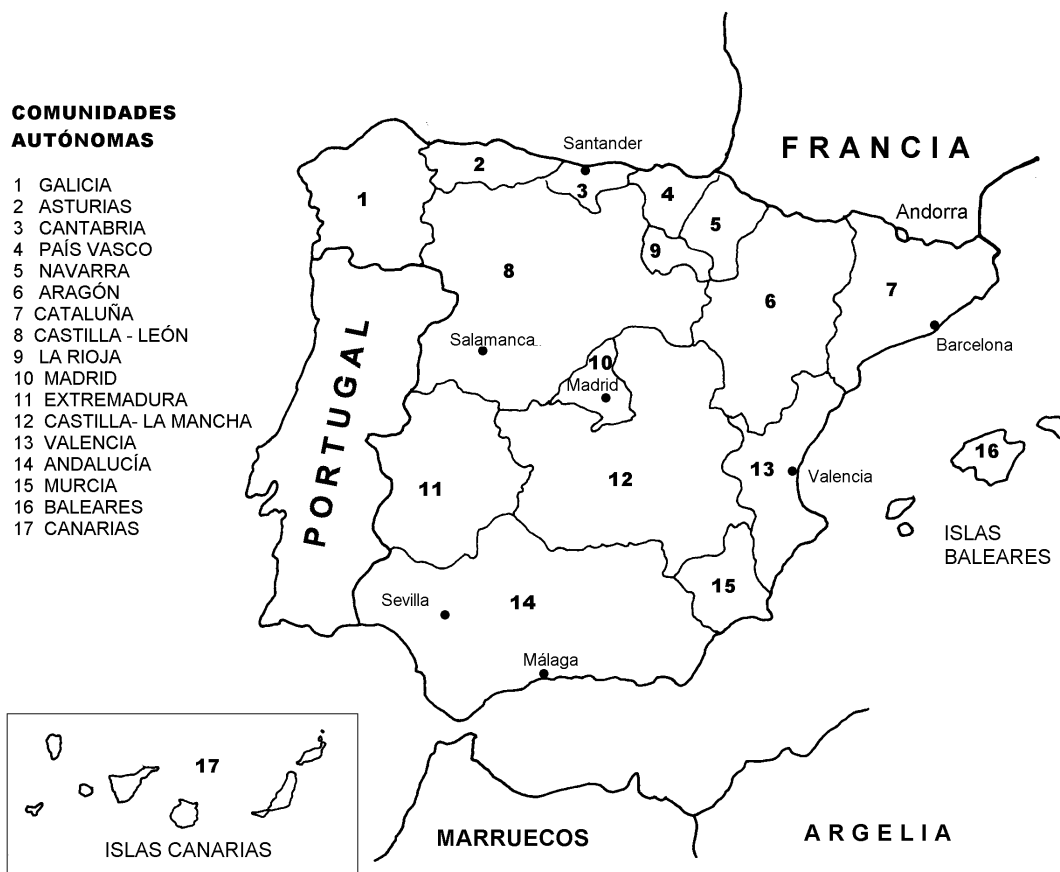 COMUNIDADES
AUTÓNOMAS
1 GALICIA
2 ASTURIAS
3 CANTABRIA
4 PAÍS VASCO
5 NAVARRA
6 ARAGÓN
7 CATALUÑA
8 CASTILLA - LEÓN
9 LA RIOJA
10 MADRID
11 EXTREMADURA
12 CASTILLA- LA MANCHA
13 VALENCIA
14 ANDALUCÍA
15 MURCIA
16 BALEARES
17 CANARIAS
FRANCIA
Santander
Andorra
1
2
3
4
5
9
8
6
7
Barcelona
Salamanca..
10
Madrid
PORTUGAL
11
12
13
Valencia
16
ISLAS
BALEARES
15
14
Sevilla
Málaga
17
ISLAS CANARIAS
MARRUECOS
ARGELIA